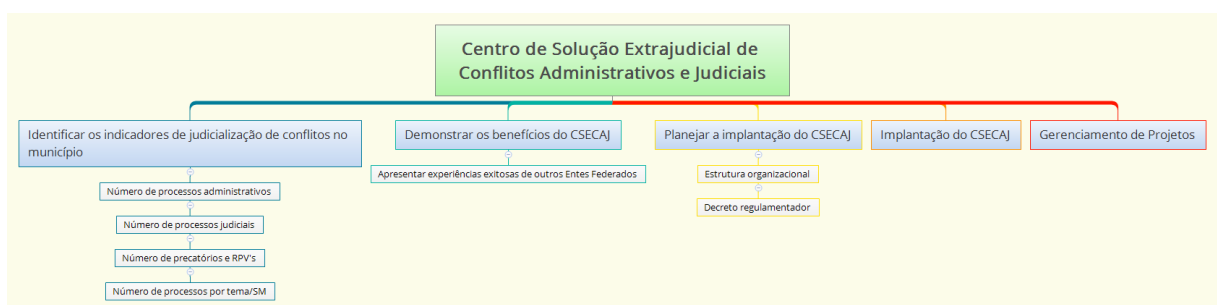 Centro de Solução Extrajudicial de
Conflitos Administrativos e Judiciais
Identificar os indicadores de judicialização de conflitos no
município
Número de processos administrativos
Número de processos judiciais
Número de precatórios e RPV's
Número de processos por tema/SM
Demonstrar os benefícios do CSECAJ
Apresentar experiências exitosas de outros Entes Federados
Planejar a implantação do CSECAJ
Estrutura organizacional
Decreto regulamentador
Implantação do CSECAJ
Gerenciamento de Projetos